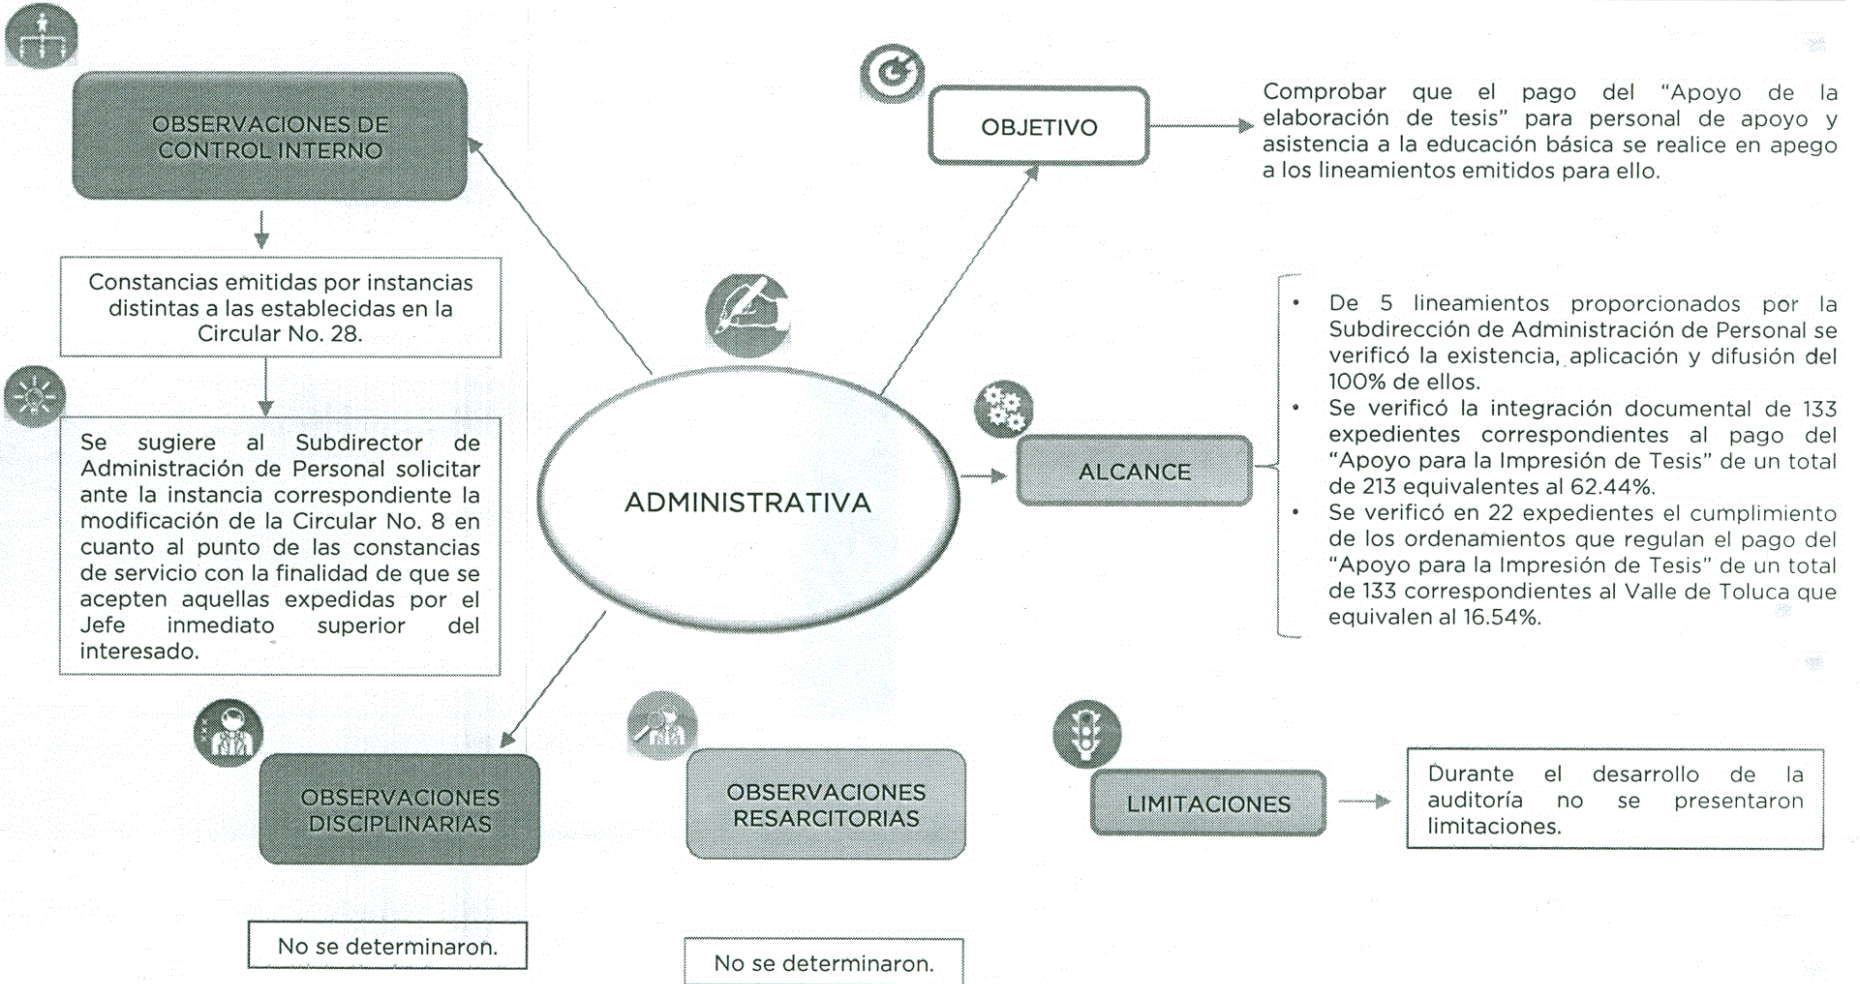 OBSERVACIONES DE
CONTROL INTERNO
Constancias emitidas por instancias
distintas a las establecidas en la
Circular No. 28.
Se sugiere al Subdirector de
Administración de Personal solicitar
ante la instancia correspondiente la
modificación de la Circular No. 8 en
cuanto al punto de las constancias
de servicio con la finalidad de que se
acepten aquellas expedidas por el
Jefe inmediato superior del
interesado.
OBJETIVO
Comprobar que el pago del “Apoyo de la
elaboración de tesis” para personal de apoyo y
asistencia a la educación básica se realice en apego
a los lineamientos emitidos para ello.
ADMINISTRATIVA
ALCANCE
• De 5 lineamientos proporcionados por la
Subdirección de Administración de Personal se
verificó la existencia, aplicación y difusión del
100% de ellos.
• Se verificó la integración documental de 133
expedientes correspondientes al pago del
“Apoyo para la Impresión de Tesis” de un total
de 213 equivalentes al 62.44%.
• Se verificó en 22 expedientes el cumplimiento
de los ordenamientos que regulan el pago del
“Apoyo para la Impresión de Tesis” de un total
de 133 correspondientes al Valle de Toluca que
equivalen al 16.54%.
OBSERVACIONES
DISCIPLINARIAS
No se determinaron.
OBSERVACIONES
RESARCITORIAS
No se determinaron.
LIMITACIONES
Durante el desarrollo de la
auditoría no se presentaron
limitaciones.